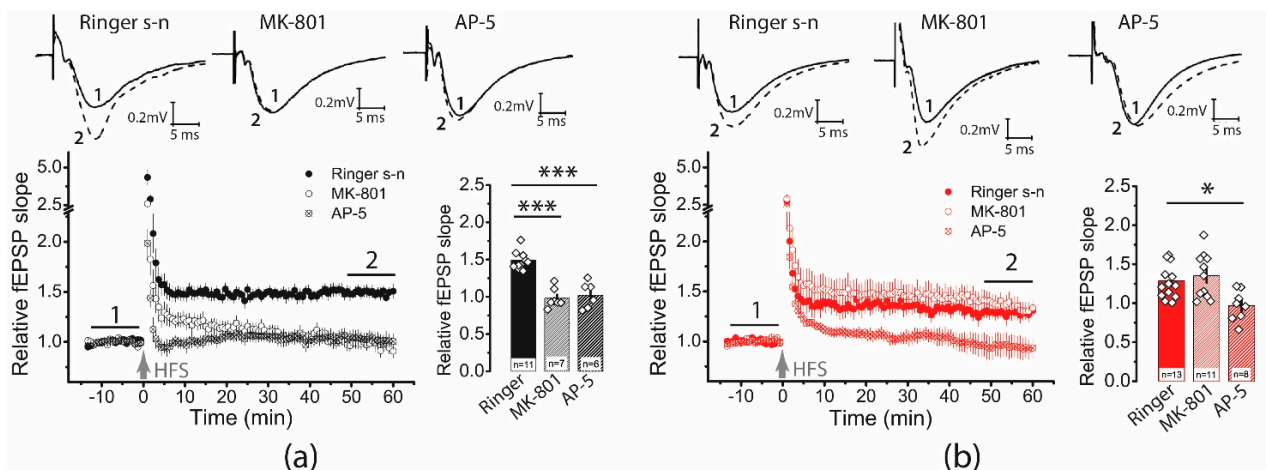 Ringer s-n
MK-801
AP-5
1
2
0.2mV
5 ms
1
2
0.2mV
5 ms
1
2
0.2mV
5 ms
Relative fEPSP slope
5.0
2.5
2.0
1.5
1.0
Ringer s-n
MK-801
AP-5
1
2
HFS
-10 0 10 20 30 40 50 60
Time (min)
Relative fEPSP slope
2.5
2.0
1.5
1.0
0.5
0.0
***
***
n=11 n=7 n=6
Ringer
MK-801
AP-5
(a)
Ringer s-n
MK-801
AP-5
1
2
0.2mV
5 ms
1
2
0.2mV
5 ms
1
2
0.2mV
5 ms
Relative fEPSP slope
5.0
2.5
2.0
1.5
1.0
Ringer s-n
MK-801
AP-5
1
2
HFS
-10 0 10 20 30 40 50 60
Time (min)
Relative fEPSP slope
2.5
2.0
1.5
1.0
0.5
0.0
*
n=13 n=11 n=8
Ringer
MK-801
AP-5
(b)